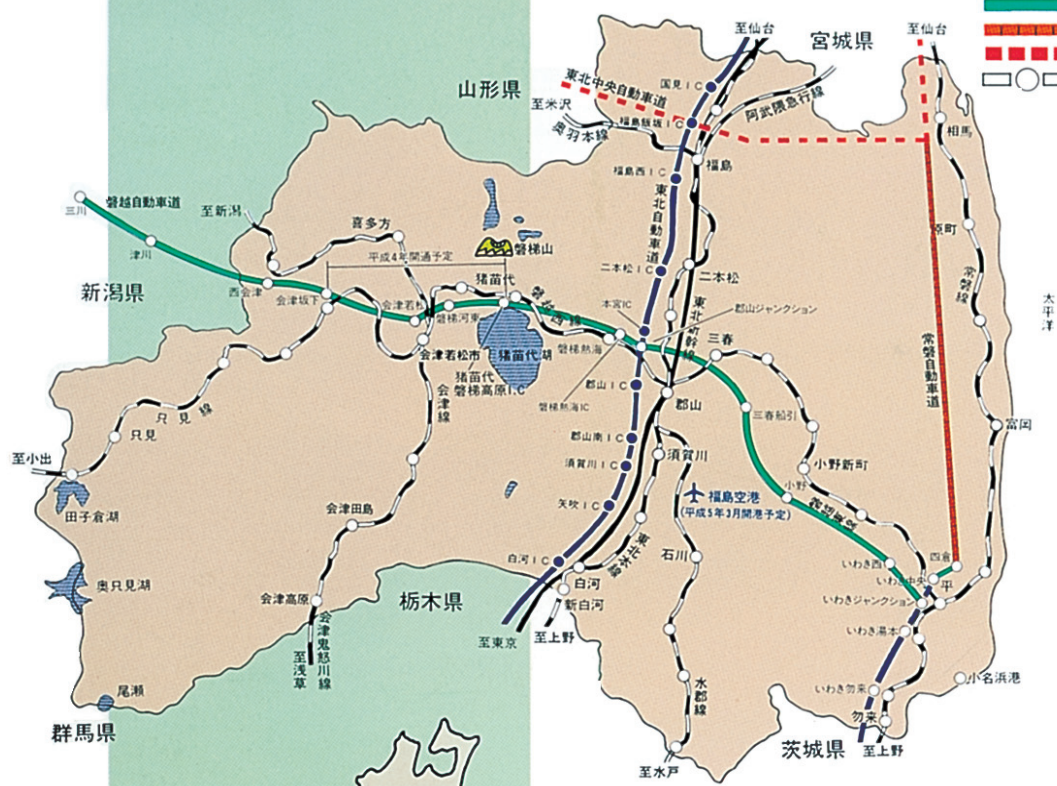 至仙台
宮城県
至仙台
山形県
東北中央自動車道
国見IC
至米沢
奥羽本線
福島飯坂IC
阿武隈急行線
相馬
福島
福島西IC
東北自動車道
三川
磐越自動車道
至新潟
喜多方
磐梯山
原町
津川
平成4年開通予定
二本松IC
二本松
常磐線
新潟県
西会津
会津坂下
猪苗代
磐越西線
東北新幹線
太平洋
会津若松
磐梯河東
本宮IC
郡山ジャンクション
磐梯熱海
三春
常磐自動車道
会津若松市
猪苗代湖
猪苗代
磐梯高原I.C
会津線
郡山IC
磐梯熱海IC
郡山
三春船引
只見線
只見
郡山南IC
富岡
至小出
須賀川IC
須賀川
小野新町
小野
田子倉湖
会津田島
矢吹IC
福島空港
(平成5年3月開港予定)
磐越東線
奥只見湖
白河IC
東北本線
石川
いわき西
四倉
いわき中央
平
会津高原
栃木県
白河
新白河
いわきジャンクション
会津鬼怒川線
至浅草
至東京
至上野
いわき湯本
尾瀬
水郡線
いわき勿来
小名浜港
群馬県
勿来
茨城県
至上野
至水戸